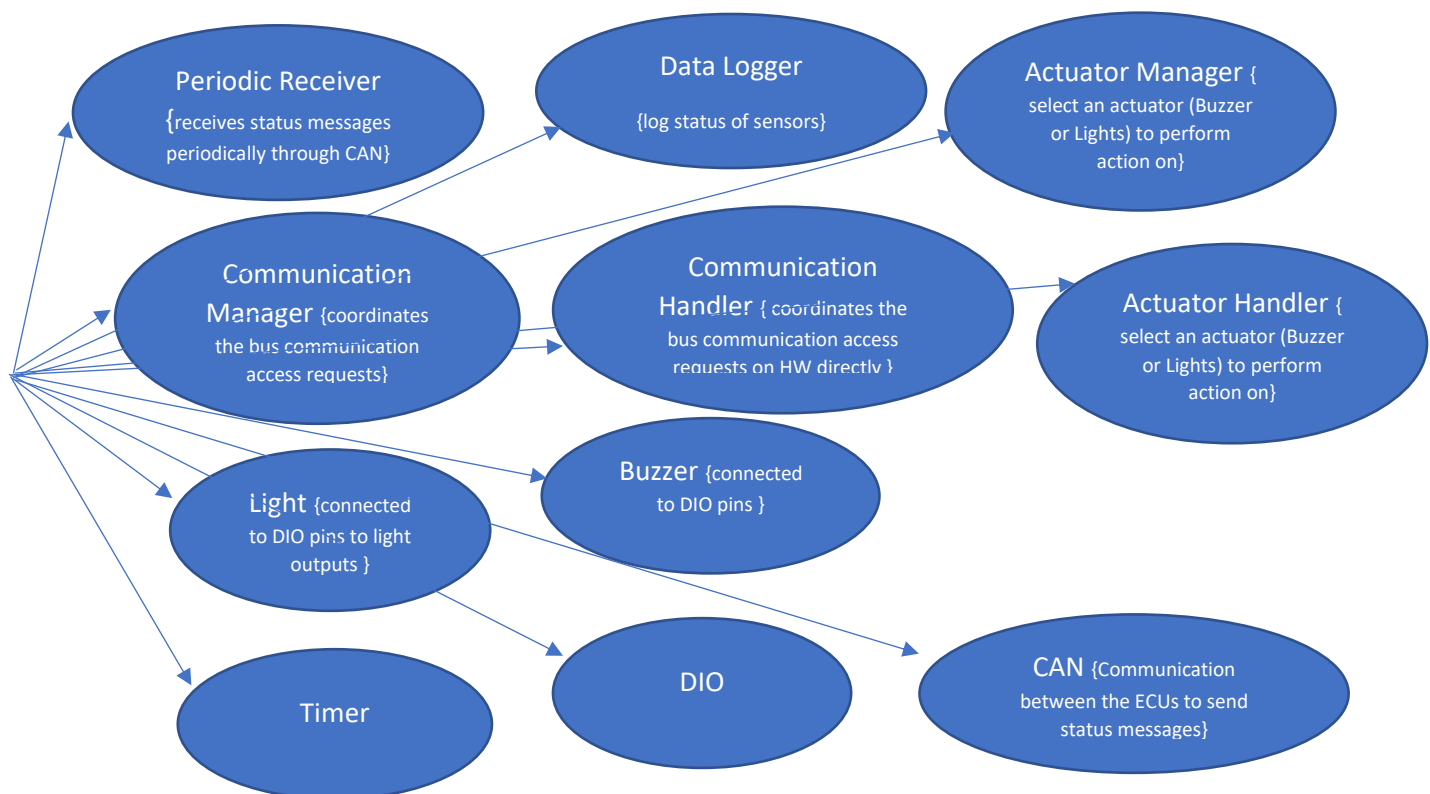 Periodic Receiver
{receives status messages
periodically through CAN}
Data Logger
{log status of sensors}
Actuator Manager {
select an actuator (Buzzer
or Lights) to perform
action on}
Communication
Manager {coordinates
the bus communication
access requests}
Communication
Handler { coordinates the
bus communication access
requests on HW directly }
Actuator Handler {
select an actuator (Buzzer
or Lights) to perform
action on}
Light {connected
to DIO pins to light
outputs }
Buzzer {connected
to DIO pins }
Timer
DIO
CAN {Communication
between the ECUs to send
status messages}